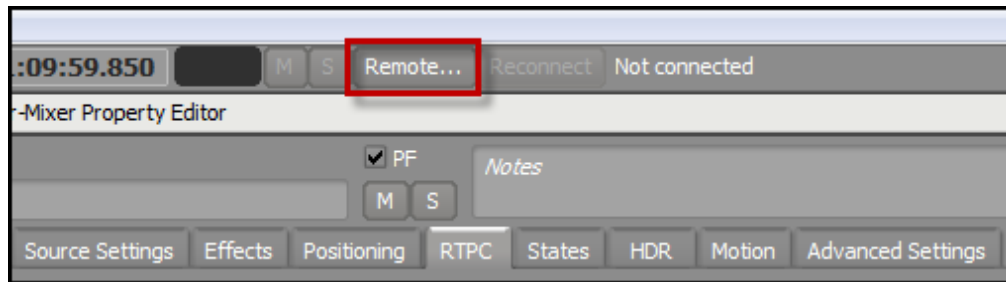 :09:59.850 M S Remote... Reconnect Not connected
r-Mixer Property Editor
PF Notes
M S
Source Settings Effects Positioning RTPC States HDR Motion Advanced Settings